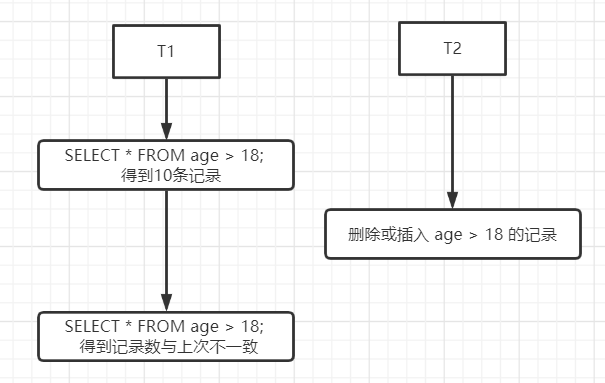 T1
SELECT * FROM age > 18;
得到10条记录
SELECT * FROM age > 18;
得到记录数与上次不一致
T2
删除或插入 age > 18 的记录